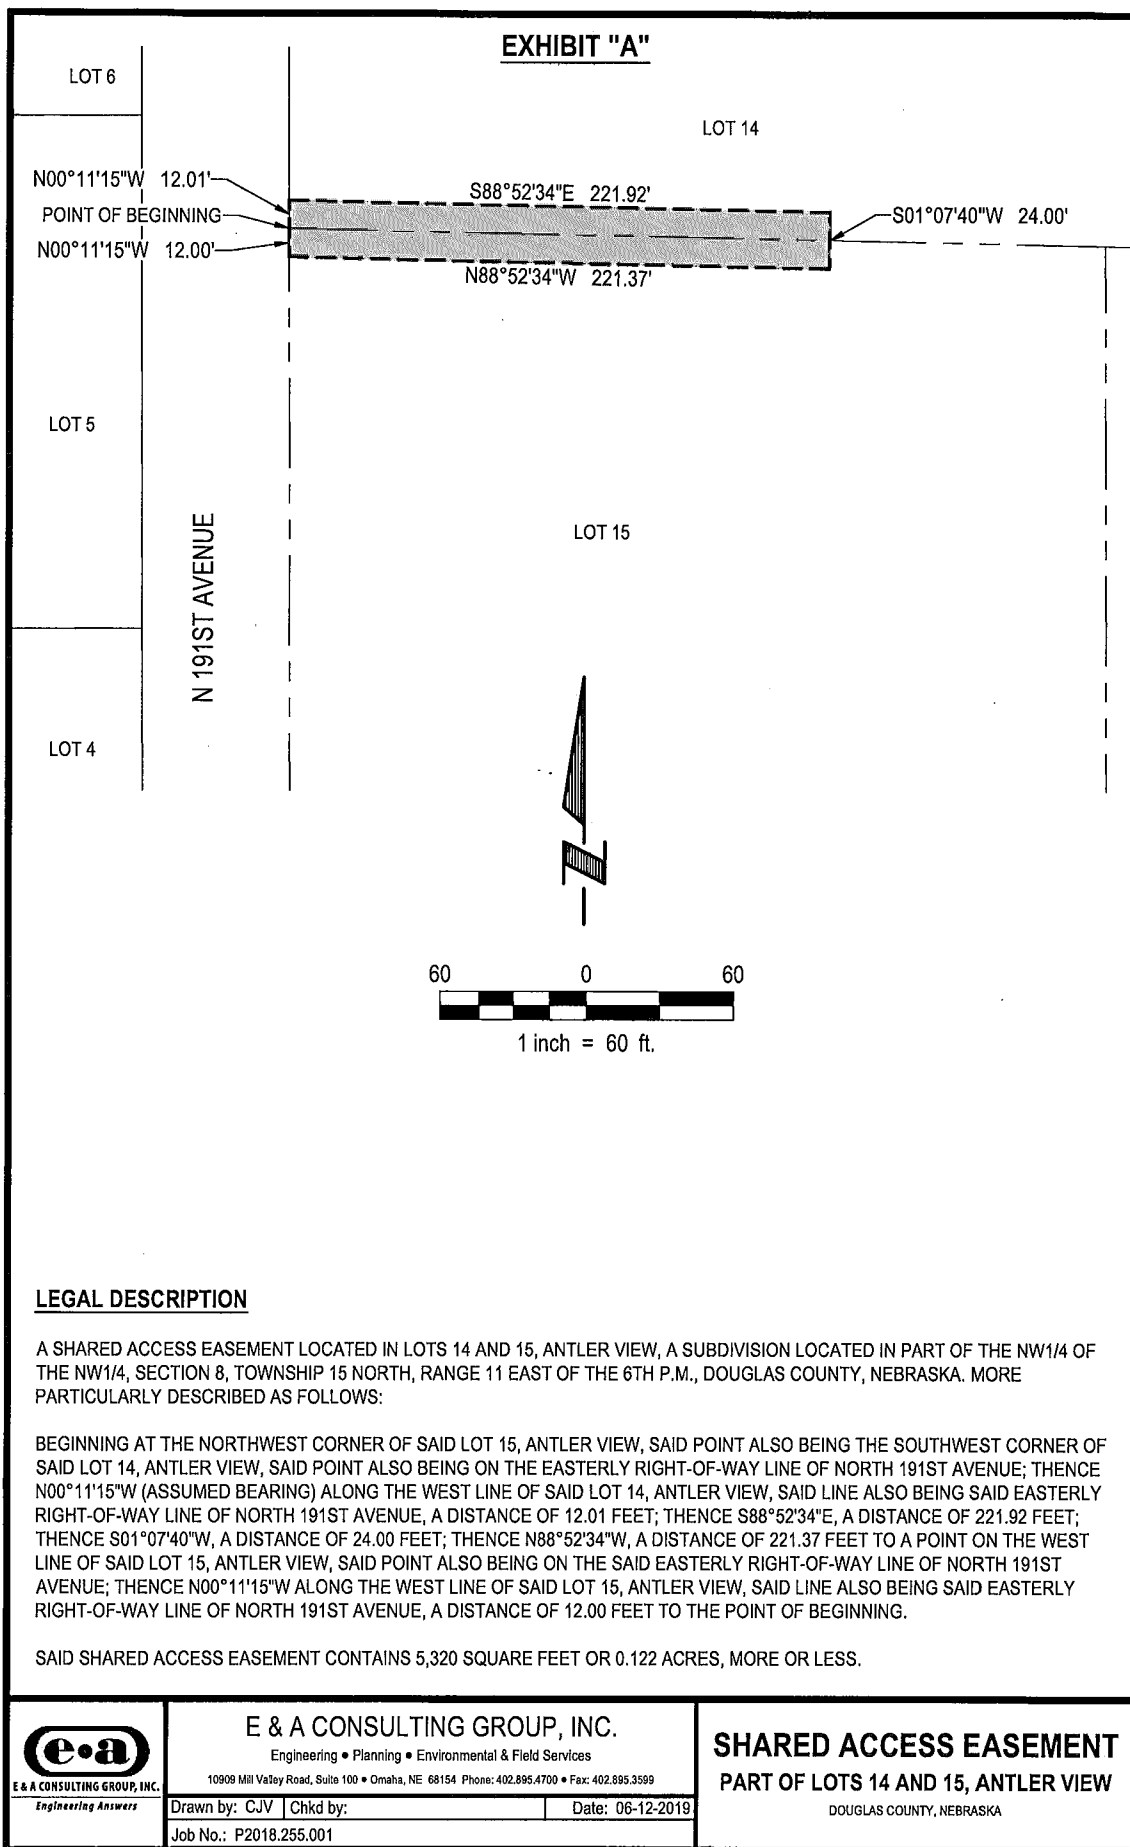 EXHIBIT "A"
LOT 6
LOT 14
N00°11'15"W 12.01'
S88°52'34"E 221.92'
POINT OF BEGINNING
S01°07'40"W 24.00'
N00°11'15"W 12.00'
N88°52'34"W 221.37'
LOT 5
N 191ST AVENUE
LOT 15
LOT 4
N
60 0 60
1 inch = 60 ft.
LEGAL DESCRIPTION
A SHARED ACCESS EASEMENT LOCATED IN LOTS 14 AND 15, ANTLER VIEW, A SUBDIVISION LOCATED IN PART OF THE NW1/4 OF
THE NW1/4, SECTION 8, TOWNSHIP 15 NORTH, RANGE 11 EAST OF THE 6TH P.M., DOUGLAS COUNTY, NEBRASKA. MORE
PARTICULARLY DESCRIBED AS FOLLOWS:
BEGINNING AT THE NORTHWEST CORNER OF SAID LOT 15, ANTLER VIEW, SAID POINT ALSO BEING THE SOUTHWEST CORNER OF
SAID LOT 14, ANTLER VIEW, SAID POINT ALSO BEING ON THE EASTERLY RIGHT-OF-WAY LINE OF NORTH 191ST AVENUE; THENCE
N00°11'15"W (ASSUMED BEARING) ALONG THE WEST LINE OF SAID LOT 14, ANTLER VIEW, SAID LINE ALSO BEING SAID EASTERLY
RIGHT-OF-WAY LINE OF NORTH 191ST AVENUE, A DISTANCE OF 12.01 FEET; THENCE S88°52'34"E, A DISTANCE OF 221.92 FEET;
THENCE S01°07'40"W, A DISTANCE OF 24.00 FEET; THENCE N88°52'34"W, A DISTANCE OF 221.37 FEET TO A POINT ON THE WEST
LINE OF SAID LOT 15, ANTLER VIEW, SAID POINT ALSO BEING ON THE SAID EASTERLY RIGHT-OF-WAY LINE OF NORTH 191ST
AVENUE; THENCE N00°11'15"W ALONG THE WEST LINE OF SAID LOT 15, ANTLER VIEW, SAID LINE ALSO BEING SAID EASTERLY
RIGHT-OF-WAY LINE OF NORTH 191ST AVENUE, A DISTANCE OF 12.00 FEET TO THE POINT OF BEGINNING.
SAID SHARED ACCESS EASEMENT CONTAINS 5,320 SQUARE FEET OR 0.122 ACRES, MORE OR LESS.
e•a
E & A CONSULTING GROUP, INC.
Engineering Answers
E & A CONSULTING GROUP, INC.
Engineering • Planning • Environmental & Field Services
10909 Mill Valley Road, Suite 100 • Omaha, NE 68154 Phone: 402.895.4700 • Fax: 402.895.3599
Drawn by: CJV Chkd by: Date: 06-12-2019
Job No.: P2018.255.001
SHARED ACCESS EASEMENT
PART OF LOTS 14 AND 15, ANTLER VIEW
DOUGLAS COUNTY, NEBRASKA